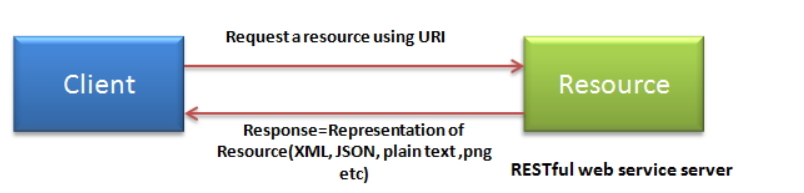 Request a resource using URI
Client
Resource
Response=Representation of
Resource(XML, JSON, plain text ,png
etc)
RESTful web service server